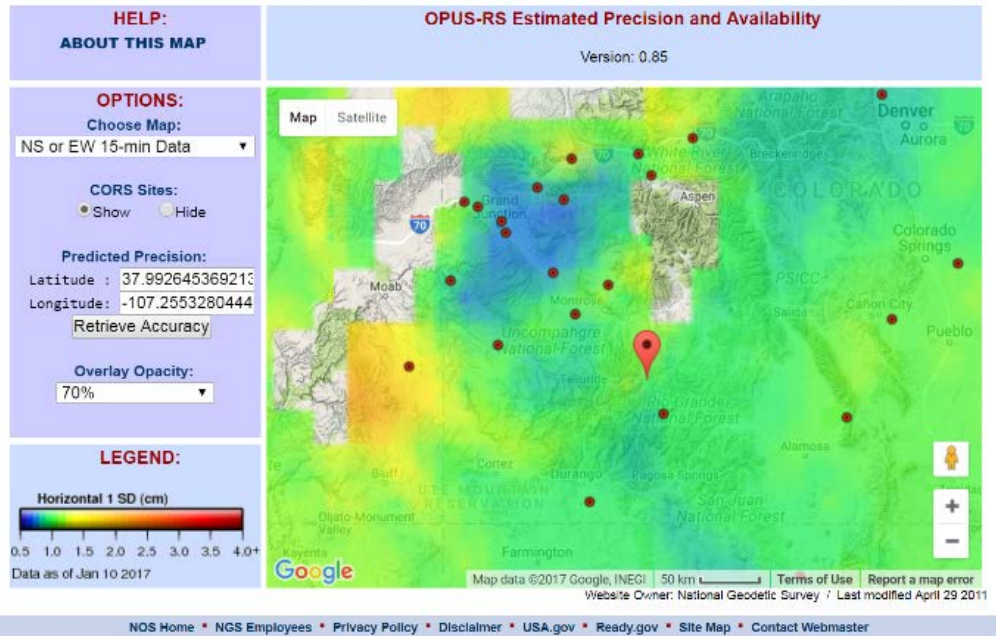 HELP:
ABOUT THIS MAP
OPUS-RS Estimated Precision and Availability
Version: 0.85
OPTIONS:
Choose Map:
NS or EW 15-min Data
CORS Sites:
Show Hide
Predicted Precision:
Latitude : 37.992645369213
Longitude: -107.2553280444
Retrieve Accuracy
Overlay Opacity:
70%
LEGEND:
Horizontal 1 SD (cm)
0.5 1.0 1.5 2.0 2.5 3.0 3.5 4.0+
Data as of Jan 10 2017
Map Satellite
Arapaho
National Forest
Denver
70
Aurora
70
70
White River
National Forest
Breckenridge
COLORADO
Aspen
Grand
Junction
70
Colorado
Springs
Moab
PSICC
Montrose
Salida
Cañon City
Pueblo
Uncompahgre
National Forest
Telluride
Rio Grande
National Forest
Alamosa
Bluff
Cortez
Durango
Pagosa Springs
UTE MOUNTAIN
RESERVATION
San Juan
National Forest
Oljato-Monument
Valley
Kayenta
Farmington
Google
Map data ©2017 Google, INEGI 50 km Terms of Use Report a map error
Website Owner: National Geodetic Survey / Last modified April 29 2011
NOS Home • NGS Employees • Privacy Policy • Disclaimer • USA.gov • Ready.gov • Site Map • Contact Webmaster